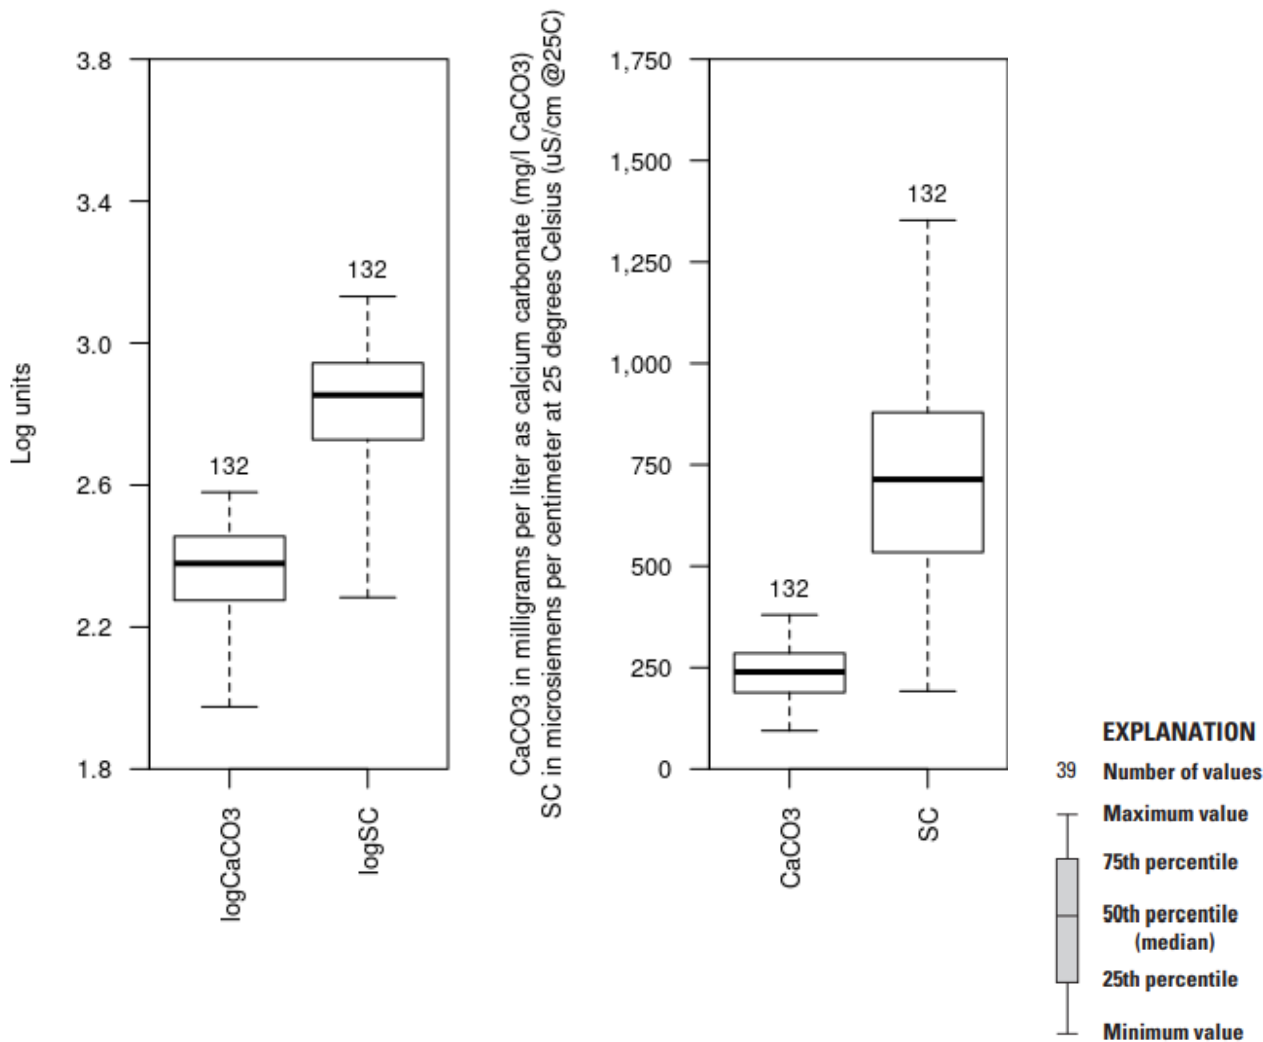 Log units
3.8
3.4
3.0
2.6
2.2
1.8
132
132
logCaCO3
logSC
CaCO3 in milligrams per liter as calcium carbonate (mg/l CaCO3)
SC in microsiemens per centimeter at 25 degrees Celsius (uS/cm @25C)
1,750
1,500
1,250
1,000
750
500
250
0
132
132
CaCO3
SC
EXPLANATION
39 Number of values
Maximum value
75th percentile
50th percentile
(median)
25th percentile
Minimum value